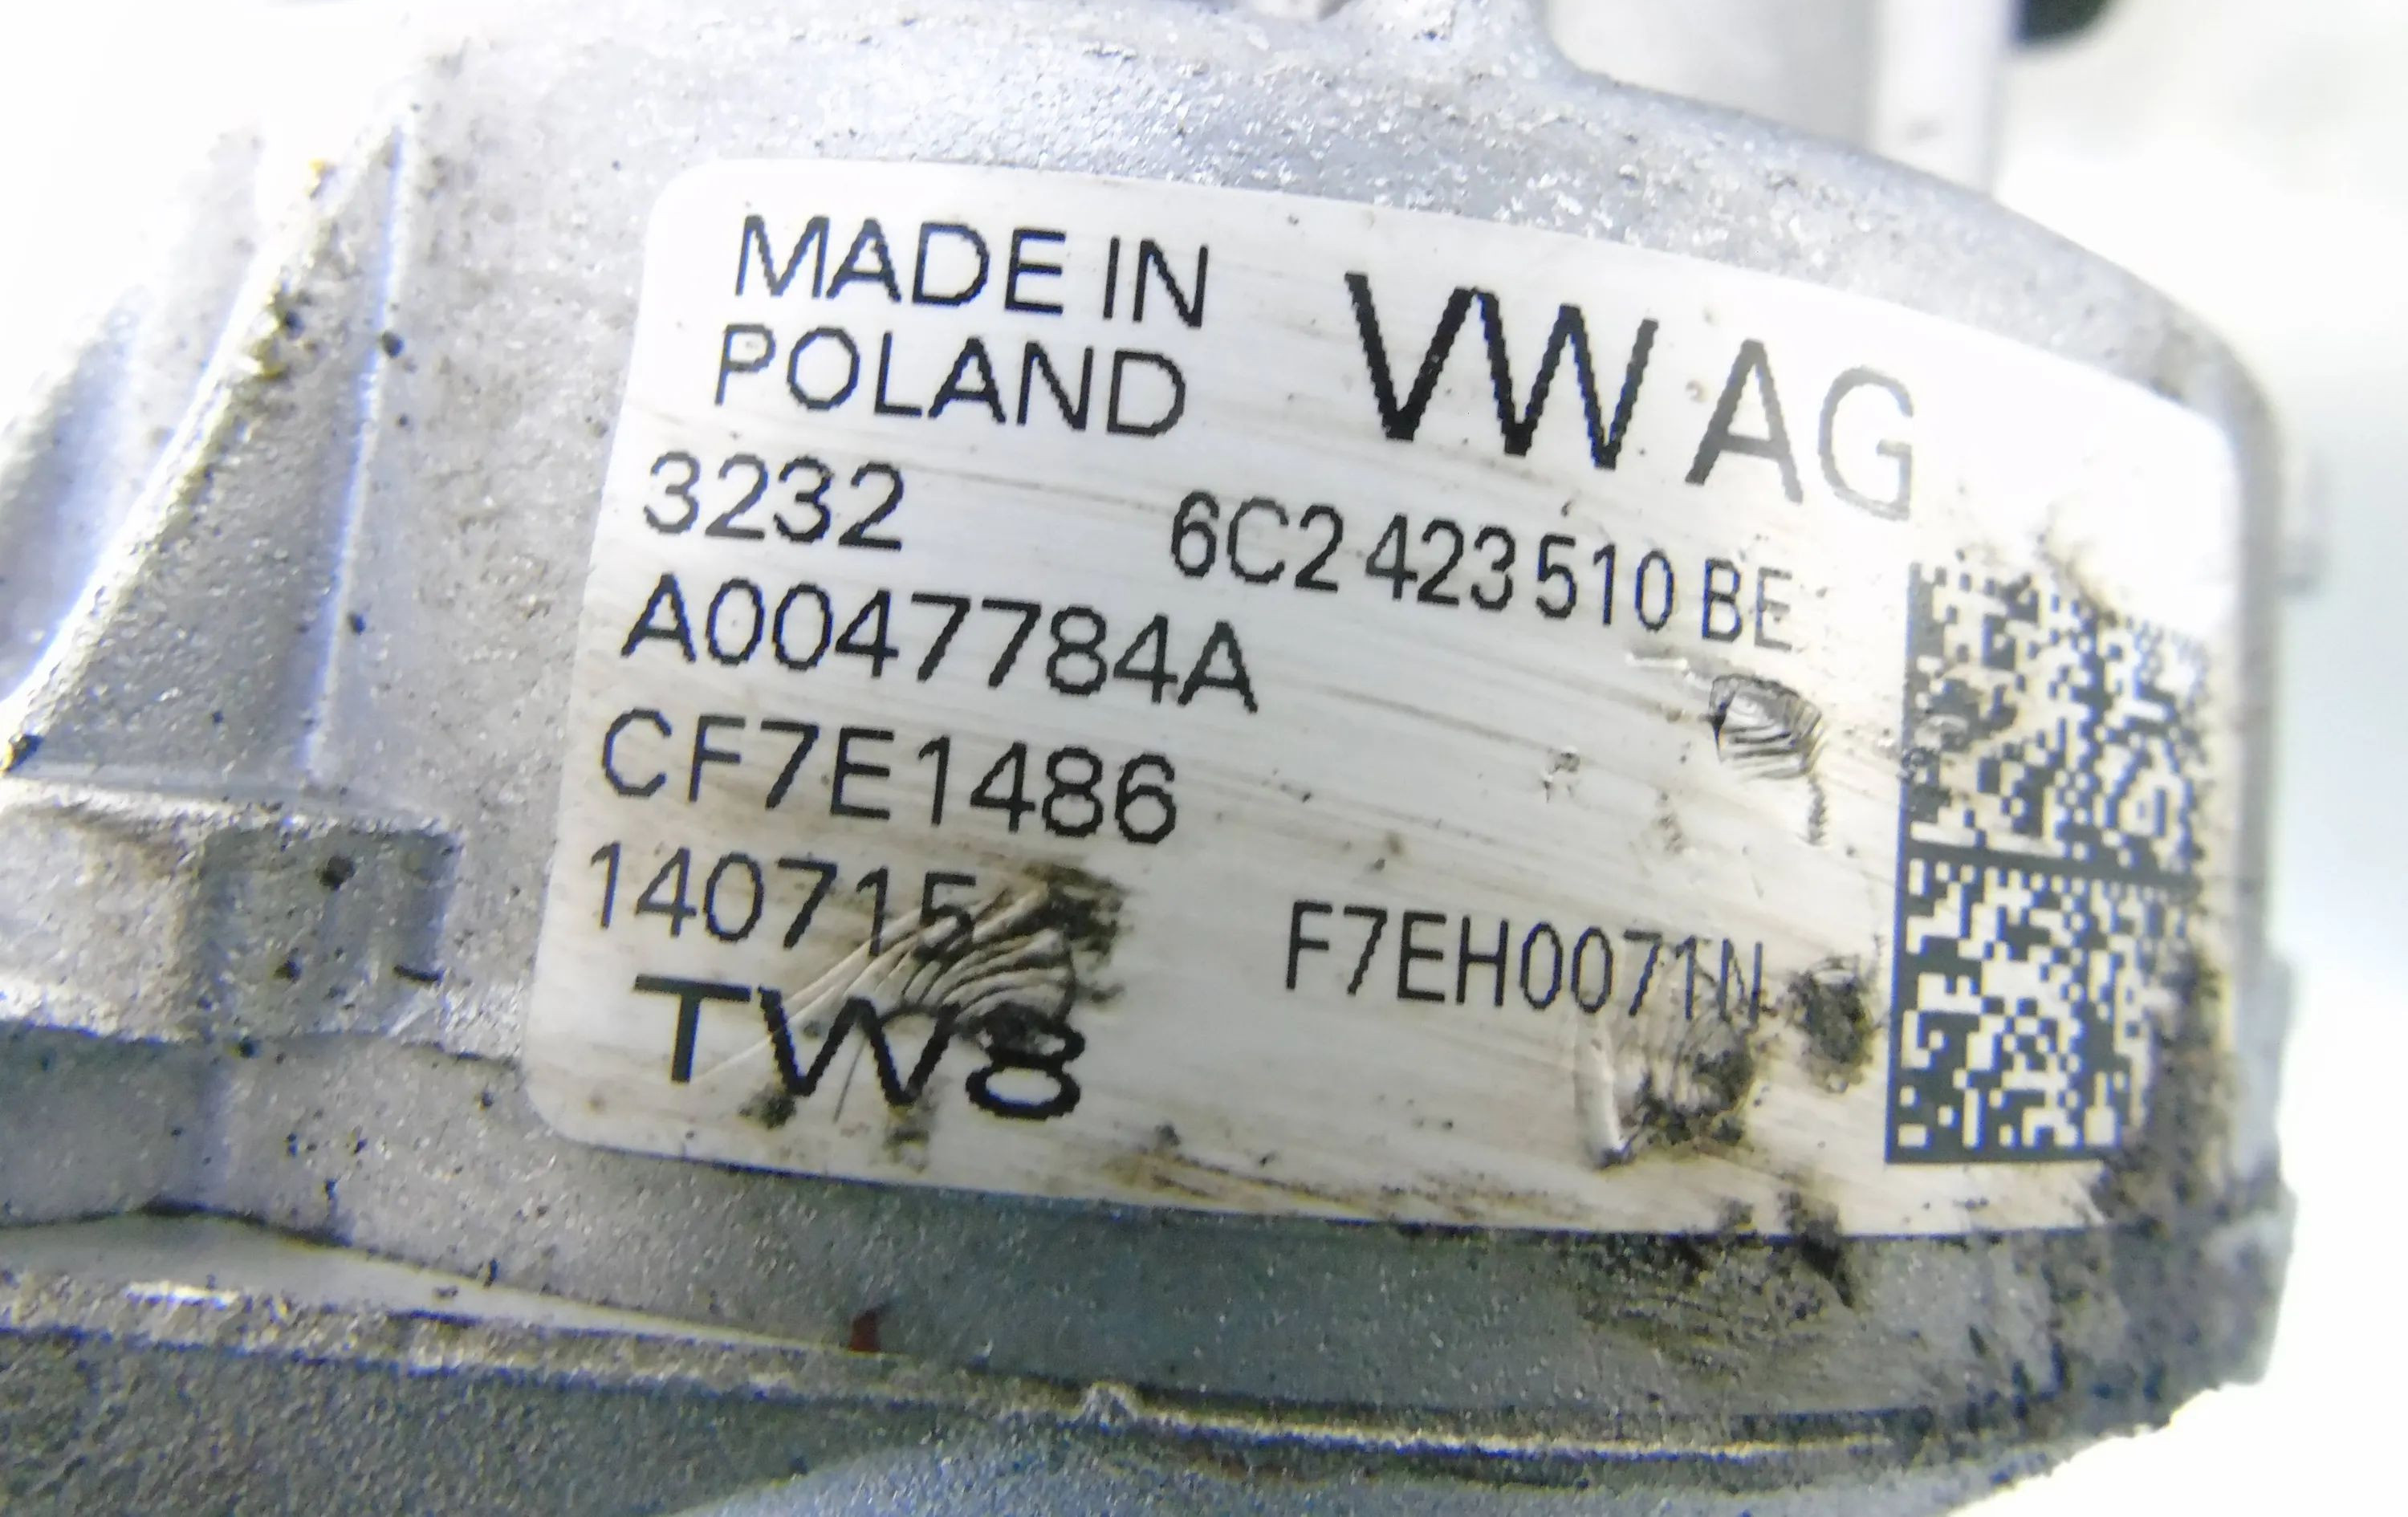 MADE IN
POLAND
VW AG
3232
6C2 423 510 BE
A0047784A
CF7E1486
140715
F7EH0071N
TW8